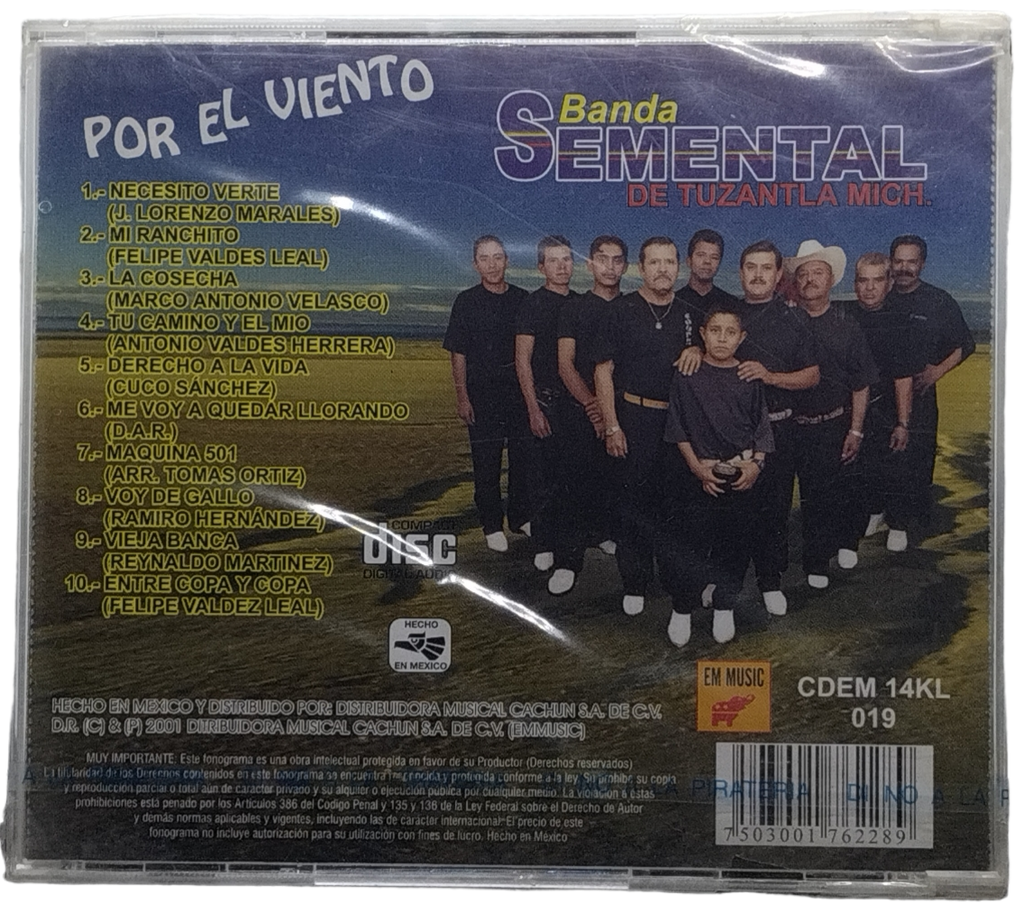 POR EL VIENTO
Banda
SEMENTAL
DE TUZANTLA MICH.
1.- NECESITO VERTE
(J. LORENZO MARALES)
2.- MI RANCHITO
(FELIPE VALDES LEAL)
3.- LA COSECHA
(MARCO ANTONIO VELASCO)
4.- TU CAMINO Y EL MIO
(ANTONIO VALDES HERRERA)
5.- DERECHO A LA VIDA
(CUCO SÁNCHEZ)
6.- ME VOY A QUEDAR LLORANDO
(D.A.R.)
7.- MAQUINA 501
(ARR. TOMAS ORTIZ)
8.- VOY DE GALLO
(RAMIRO HERNÁNDEZ)
9.- VIEJA BANCA
(REYNALDO MARTINEZ)
10.- ENTRE COPA Y COPA
(FELIPE VALDEZ LEAL)
COMPACT
disc
DIGITAL AUDIO
HECHO
EN MEXICO
EM MUSIC
CDEM 14KL
019
HECHO EN MEXICO Y DISTRIBUIDO POR: DISTRIBUIDORA MUSICAL CACHUN S.A. DE C.V.
D.R. (C) & (P) 2001 DITRIBUIDORA MUSICAL CACHUN S.A. DE C.V. (EMMUSIC)
MUY IMPORTANTE. Este fonograma es una obra intelectual protegida en favor de su Productor (Derechos reservados)
La titularidad de los Derechos contenidos en este fonograma se encuentra reconocida y protegida conforme a la ley. Su copia
y reproducción parcial o total aún de carácter privado y su alquiler o ejecución pública por cualquier medio. La violación a estas
prohibiciones está penado por los Artículos 386 del Codigo Penal y 135 y 136 de la Ley Federal sobre el Derecho de Autor
y demás normas aplicables y vigentes, incluyendo las de carácter internacional. El precio de este
fonograma no incluye autorización para su utilización con fines de lucro. Hecho en México
A PIRATERIA DI NO A LA P
7 503001 762289